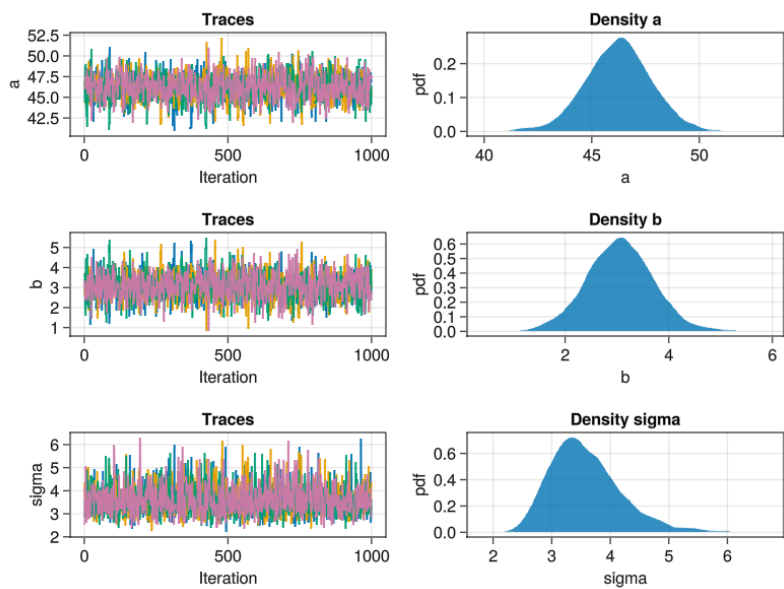 Traces
52.5
50.0
47.5
45.0
42.5
a
0 500 1000
Iteration
Density a
0.2
0.1
0.0
pdf
40 45 50
a
Traces
5
4
3
2
1
b
0 500 1000
Iteration
Density b
0.6
0.5
0.4
0.3
0.2
0.1
0.0
pdf
2 4 6
b
Traces
6
5
4
3
2
sigma
0 500 1000
Iteration
Density sigma
0.6
0.4
0.2
0.0
pdf
2 3 4 5 6
sigma